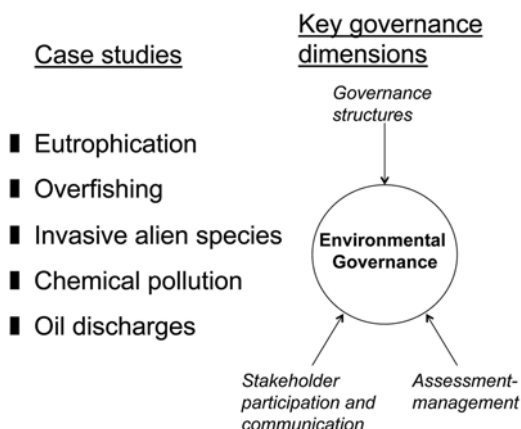 Case studies
Eutrophication
Overfishing
Invasive alien species
Chemical pollution
Oil discharges
Key governance
dimensions
Governance
structures
Environmental
Governance
Stakeholder
participation and
communication
Assessment-
management